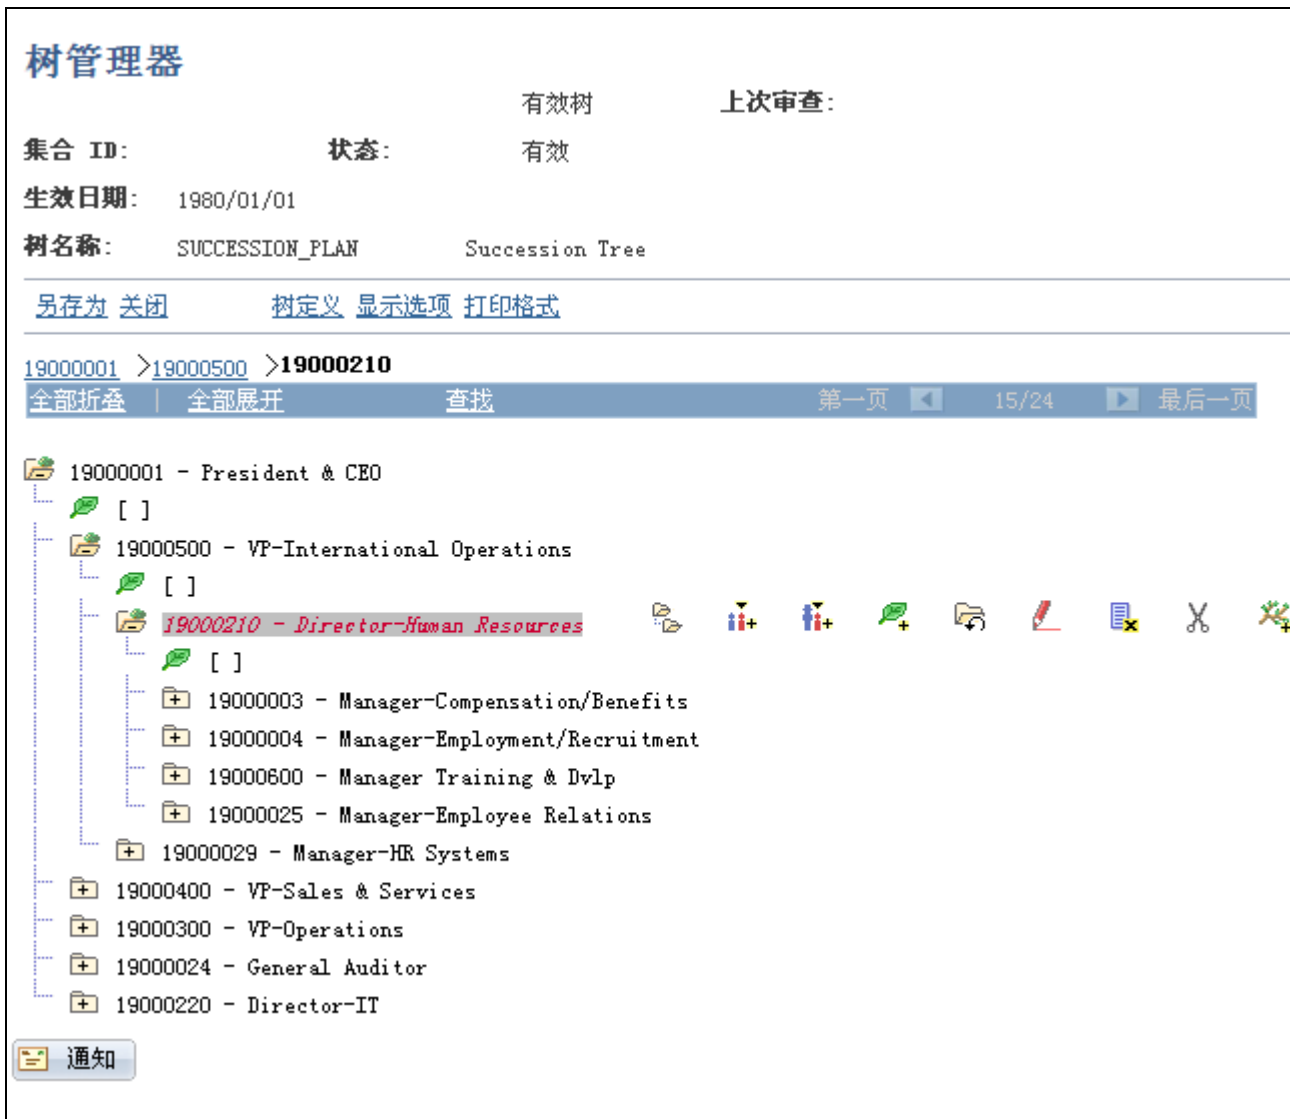 树管理器
有效树 上次审查:
集合 ID: 状态: 有效
生效日期: 1980/01/01
树名称: SUCCESSION_PLAN Succession Tree
另存为 关闭 树定义 显示选项 打印格式
19000001 >19000500 >19000210
全部折叠 | 全部展开 查找 第一页 15/24 最后一页
19000001 - President & CEO
[ ]
19000500 - VP-International Operations
[ ]
19000210 - Director-Human Resources
[ ]
19000003 - Manager-Compensation/Benefits
19000004 - Manager-Employment/Recruitment
19000600 - Manager Training & Dvlp
19000025 - Manager-Employee Relations
19000029 - Manager-HR Systems
19000400 - VP-Sales & Services
19000300 - VP-Operations
19000024 - General Auditor
19000220 - Director-IT
通知